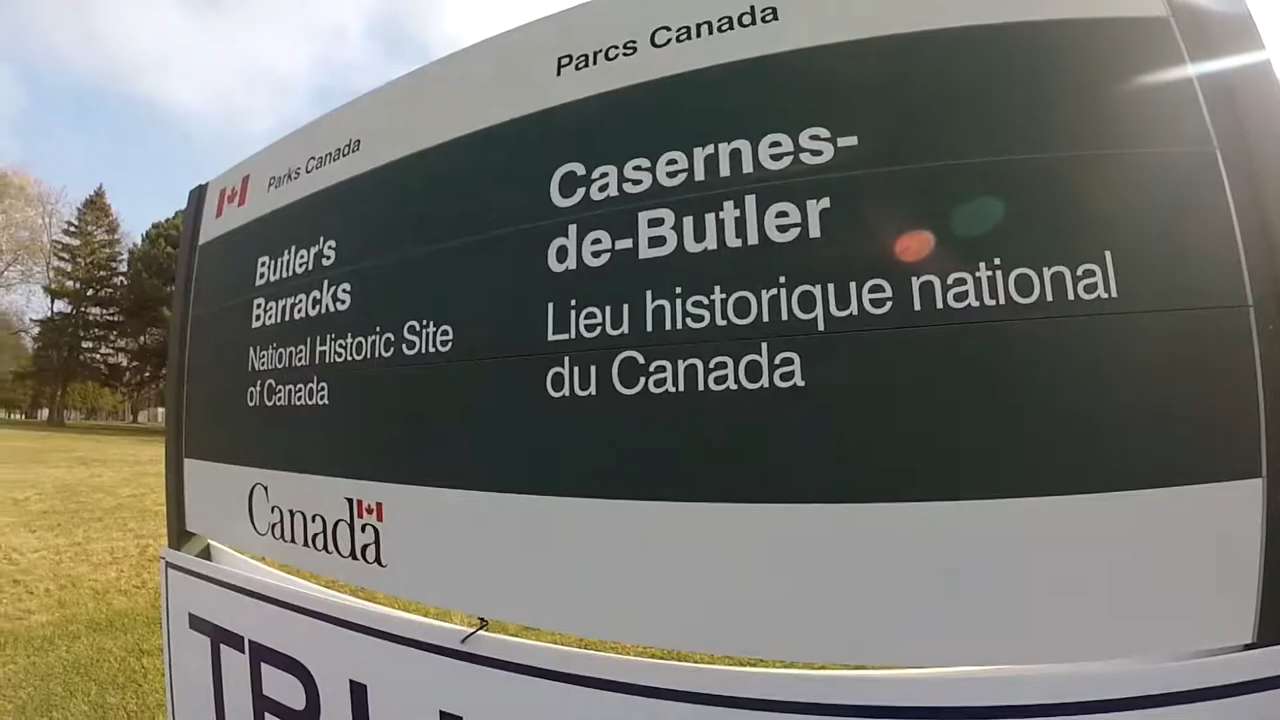 Parks Canada
Butler's
Barracks
National Historic Site
of Canada
Parcs Canada
Casernes-
de-Butler
Lieu historique national
du Canada
Canada